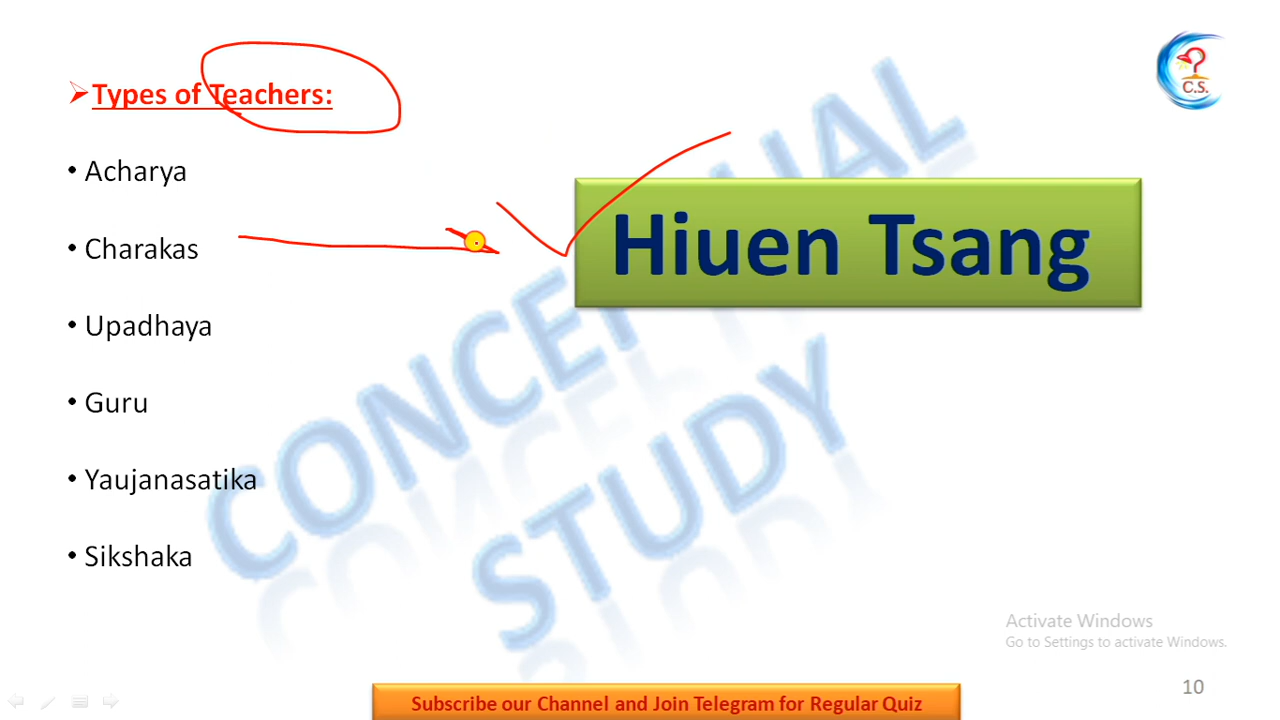 Types of Teachers:
C.S.
• Acharya
• Charakas
Hiuen Tsang
• Upadhaya
• Guru
• Yaujanasatika
• Sikshaka
CONCEPTUAL
STUDY
Activate Windows
Go to Settings to activate Windows.
10
Subscribe our Channel and Join Telegram for Regular Quiz